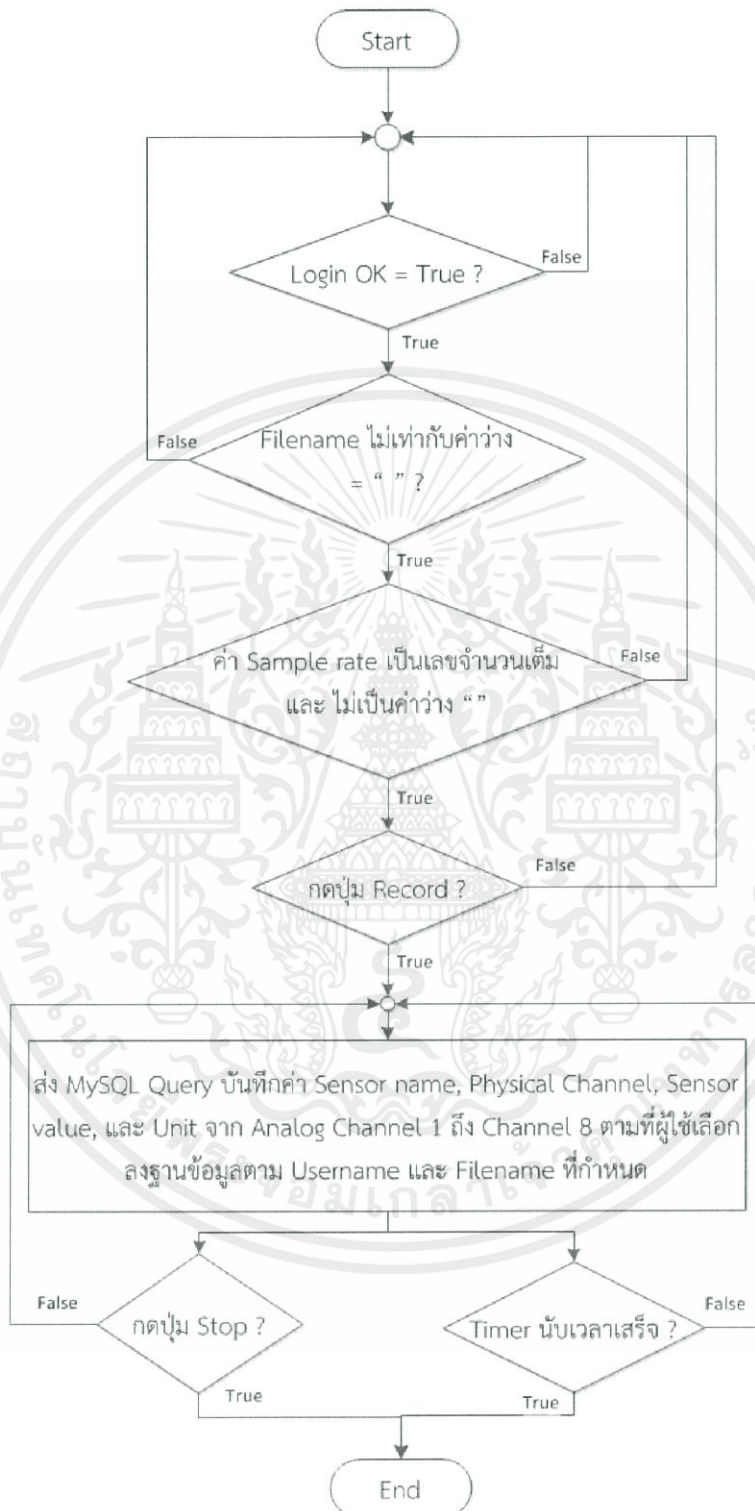 Start
Login OK = True ?
False
True
Filename ไม่เท่ากับค่าว่าง
= “ ” ?
False
True
ค่า Sample rate เป็นเลขจำนวนเต็ม
และ ไม่เป็นค่าว่าง “”
False
True
กดปุ่ม Record ?
False
True
ส่ง MySQL Query บันทึกค่า Sensor name, Physical Channel, Sensor
value, และ Unit จาก Analog Channel 1 ถึง Channel 8 ตามที่ผู้ใช้เลือก
ลงฐานข้อมูลตาม Username และ Filename ที่กำหนด
False
กดปุ่ม Stop ?
True
Timer นับเวลาเสร็จ ?
False
True
End